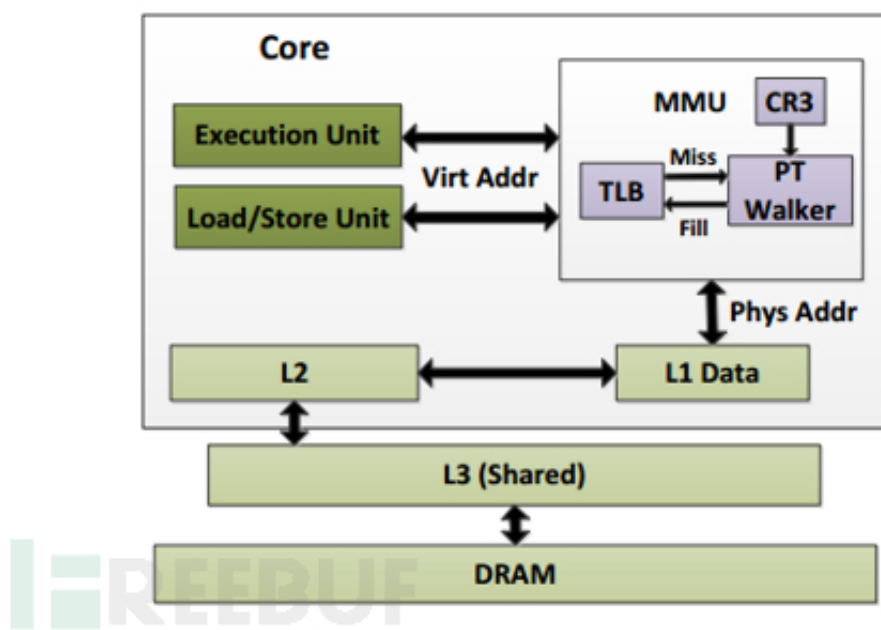 Core
MMU
CR3
Execution Unit
Miss
PT
Walker
Virt Addr
TLB
Load/Store Unit
Fill
Phys Addr
L2
L1 Data
L3 (Shared)
DRAM
REEBUF